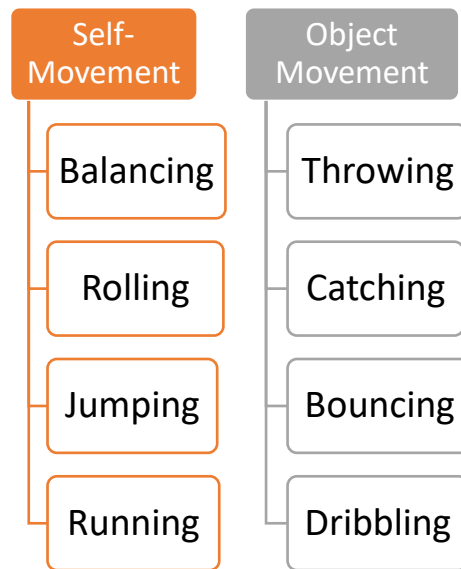 Self-
Movement
Balancing
Rolling
Jumping
Running
Object
Movement
Throwing
Catching
Bouncing
Dribbling